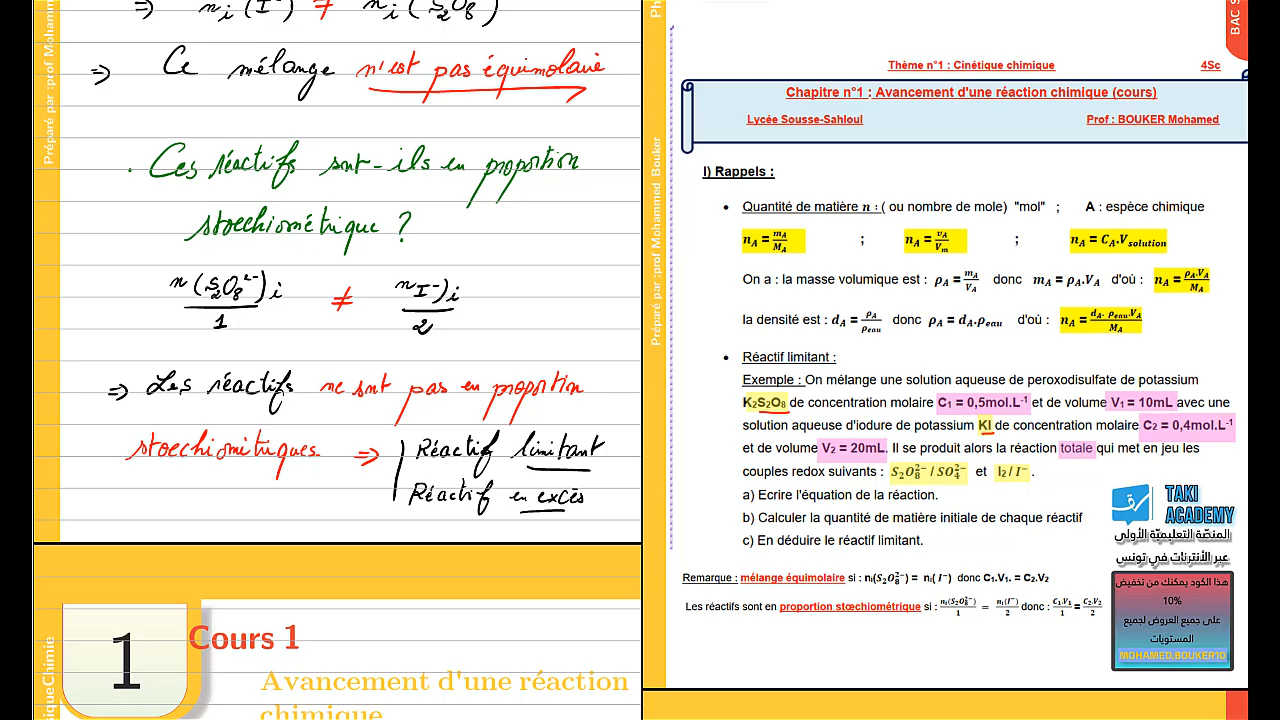 => ni(I⁻) ≠ ni(S2O8)
=> Ce mélange n'est pas équimolaire
. Ces réactifs sont-ils en proportion
stoechiométrique ?
n(S2O8²⁻)i / 1 ≠ nI⁻)i / 2
=> Les réactifs ne sont pas en proportion
stoechiométriques. => Réactif limitant
Réactif en excès
1
Cours 1
Avancement d'une réaction
chimique
Préparé par :prof Mohammed Bouker
Thème n°1 : Cinétique chimique 4Sc
Chapitre n°1 : Avancement d'une réaction chimique (cours)
Lycée Sousse-Sahloul Prof : BOUKER Mohamed
I) Rappels :
• Quantité de matière n : ( ou nombre de mole) "mol" ; A : espèce chimique
nA = mA/MA ; nA = vA/Vm ; nA = CA.Vsolution
On a : la masse volumique est : ρA = mA/VA donc mA = ρA.VA d'où : nA = ρA.VA/MA
la densité est : dA = ρA/ρeau donc ρA = dA.ρeau d'où : nA = dA. ρeau.VA/MA
• Réactif limitant :
Exemple : On mélange une solution aqueuse de peroxodisulfate de potassium
K2S2O8 de concentration molaire C1 = 0,5mol.L-1 et de volume V1 = 10mL avec une
solution aqueuse d'iodure de potassium KI de concentration molaire C2 = 0,4mol.L-1
et de volume V2 = 20mL. Il se produit alors la réaction totale qui met en jeu les
couples redox suivants : S2O8²⁻ / SO4²⁻ et I2 / I⁻ .
a) Ecrire l'équation de la réaction.
b) Calculer la quantité de matière initiale de chaque réactif
c) En déduire le réactif limitant.
Remarque : mélange équimolaire si : ni(S2O8²⁻) = ni( I⁻) donc C1.V1. = C2.V2
Les réactifs sont en proportion stœchiométrique si : ni(S2O8²⁻)/1 = ni(I⁻)/2 donc : C1.V1/1 = C2.V2/2
TAKI
ACADEMY
المنصّة التعليميّة الأولى
عبر الأنترنات في تونس
هذا الكود يمكنك من تخفيض
10%
على جميع العروض لجميع
المستويات
MOHAMED.BOUKER10
Préparé par :prof Mohammed Bouker
BAC S